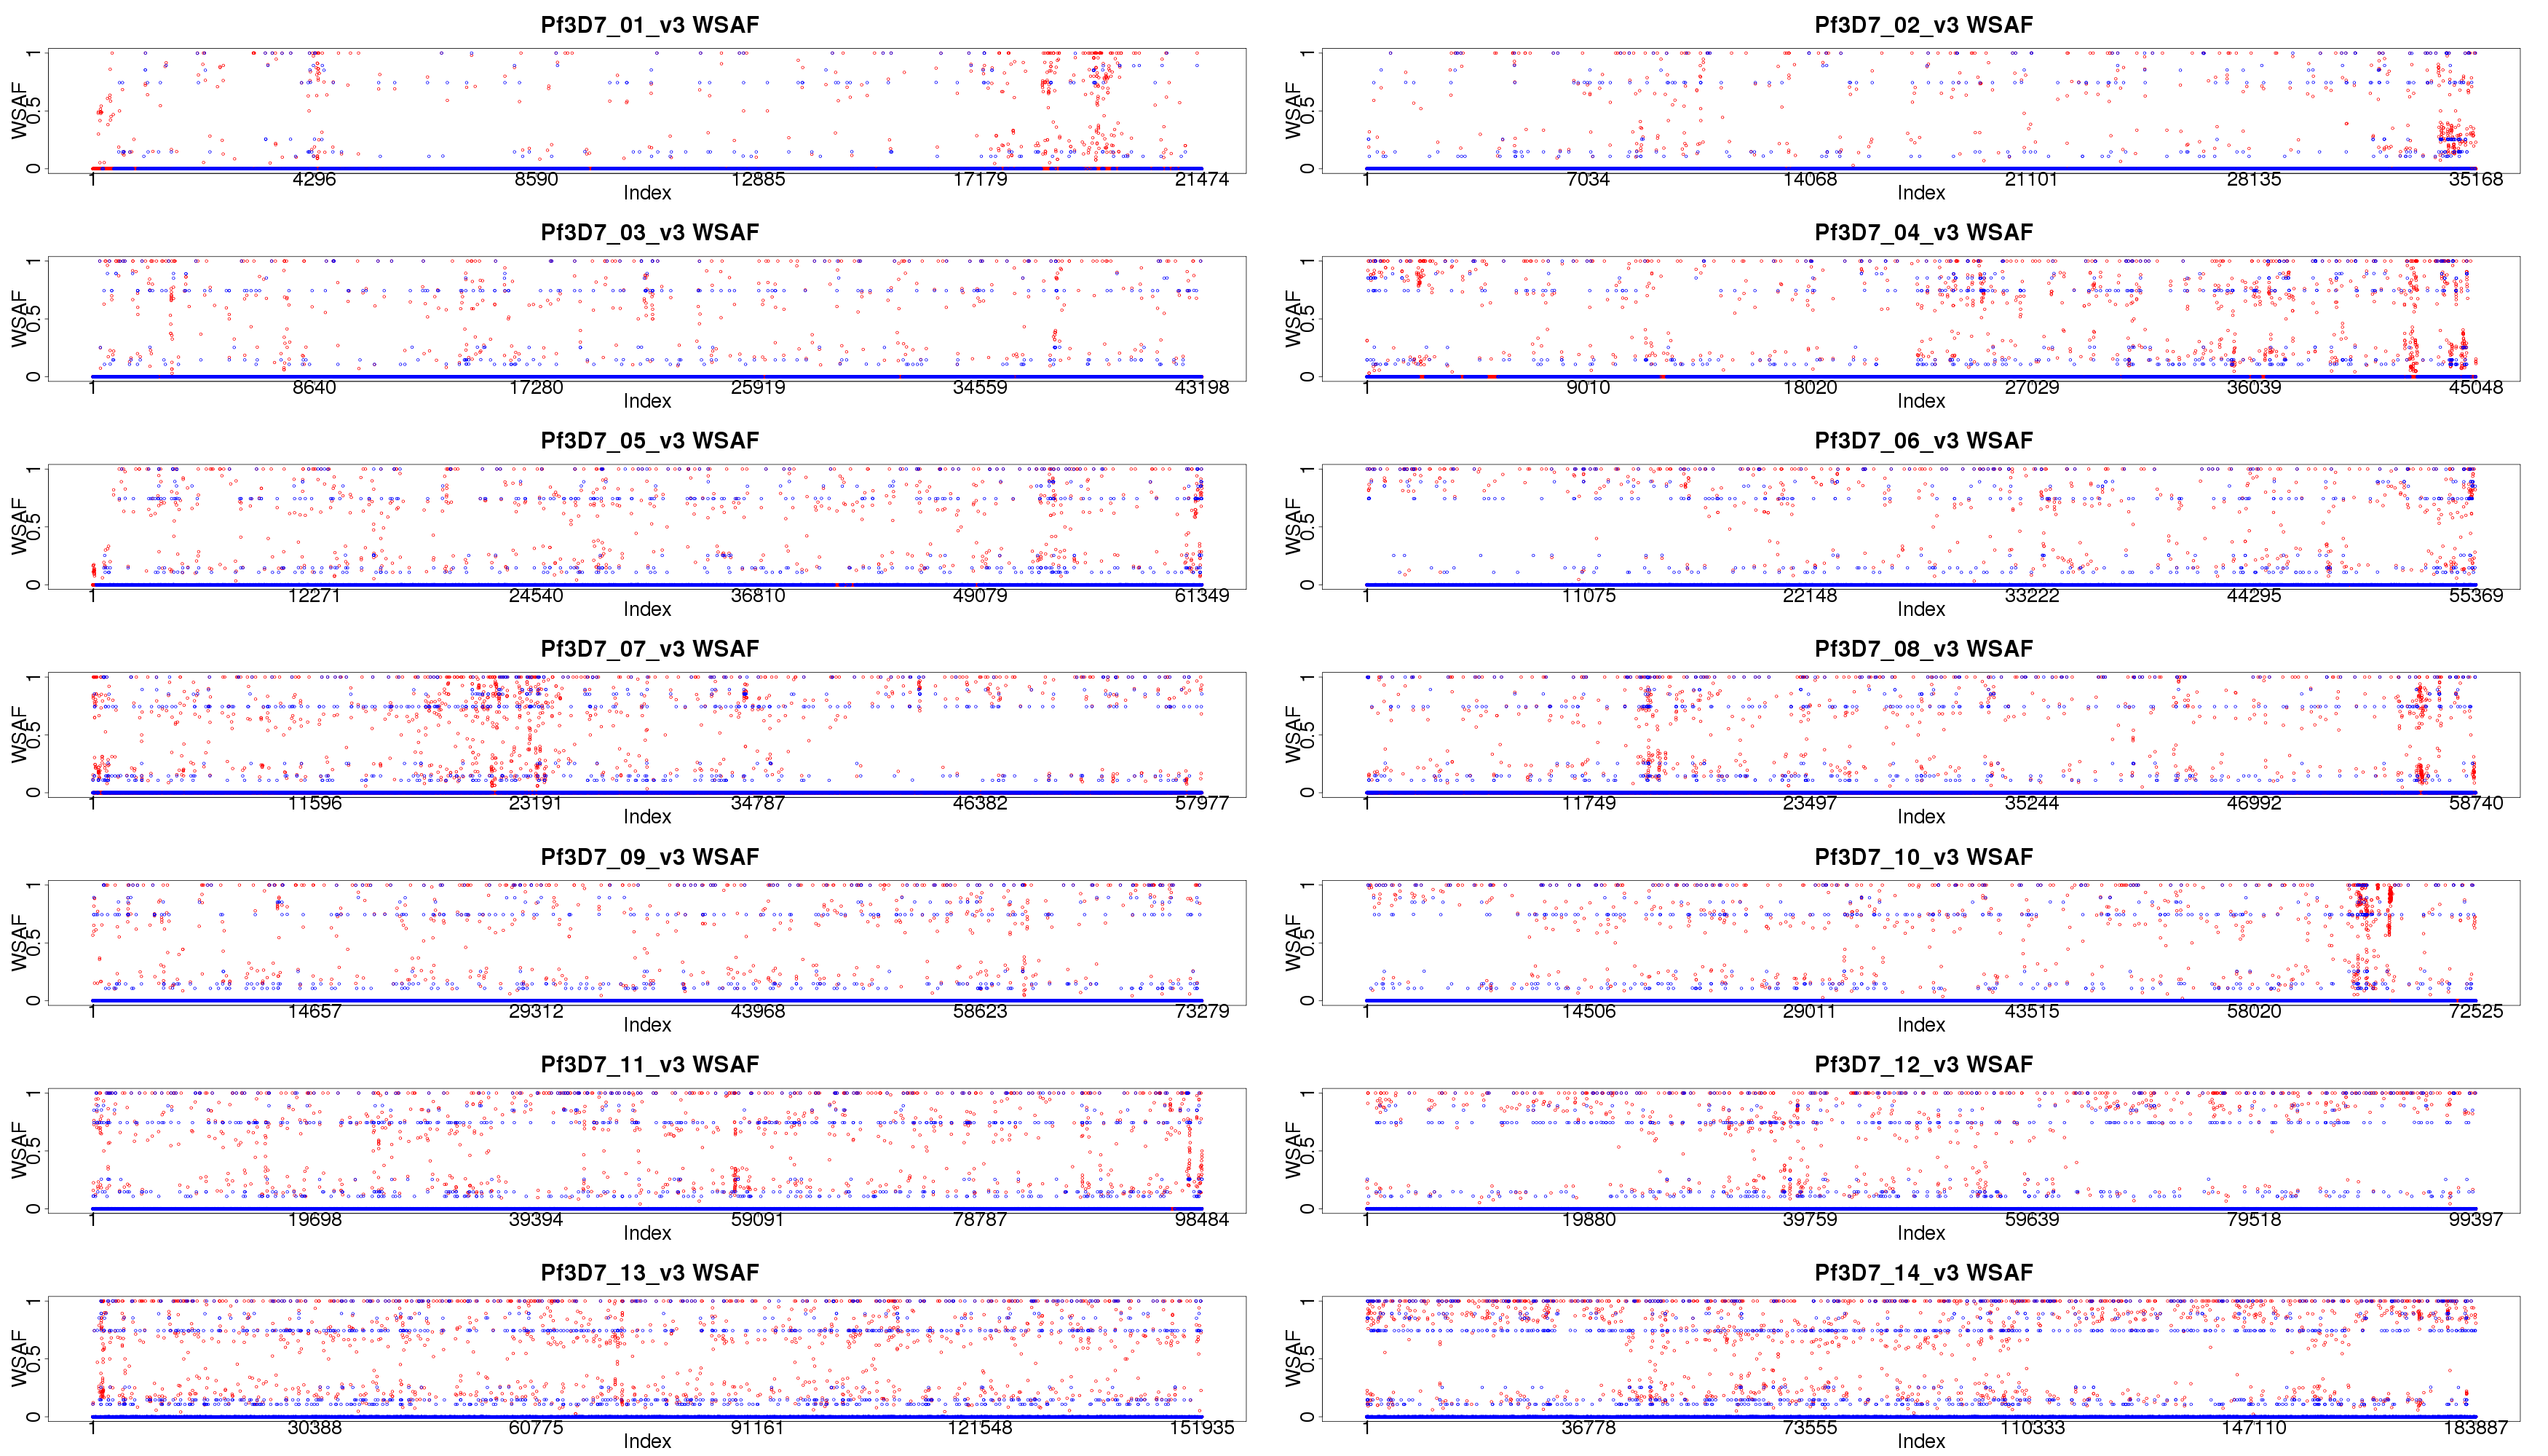 Pf3D7_01_v3 WSAF
WSAF
1
0.5
0
1 4296 8590 12885 17179 21474
Index
Pf3D7_02_v3 WSAF
WSAF
1
0.5
0
1 7034 14068 21101 28135 35168
Index
Pf3D7_03_v3 WSAF
WSAF
1
0.5
0
1 8640 17280 25919 34559 43198
Index
Pf3D7_04_v3 WSAF
WSAF
1
0.5
0
1 9010 18020 27029 36039 45048
Index
Pf3D7_05_v3 WSAF
WSAF
1
0.5
0
1 12271 24540 36810 49079 61349
Index
Pf3D7_06_v3 WSAF
WSAF
1
0.5
0
1 11075 22148 33222 44295 55369
Index
Pf3D7_07_v3 WSAF
WSAF
1
0.5
0
1 11596 23191 34787 46382 57977
Index
Pf3D7_08_v3 WSAF
WSAF
1
0.5
0
1 11749 23497 35244 46992 58740
Index
Pf3D7_09_v3 WSAF
WSAF
1
0.5
0
1 14657 29312 43968 58623 73279
Index
Pf3D7_10_v3 WSAF
WSAF
1
0.5
0
1 14506 29011 43515 58020 72525
Index
Pf3D7_11_v3 WSAF
WSAF
1
0.5
0
1 19698 39394 59091 78787 98484
Index
Pf3D7_12_v3 WSAF
WSAF
1
0.5
0
1 19880 39759 59639 79518 99397
Index
Pf3D7_13_v3 WSAF
WSAF
1
0.5
0
1 30388 60775 91161 121548 151935
Index
Pf3D7_14_v3 WSAF
WSAF
1
0.5
0
1 36778 73555 110333 147110 183887
Index